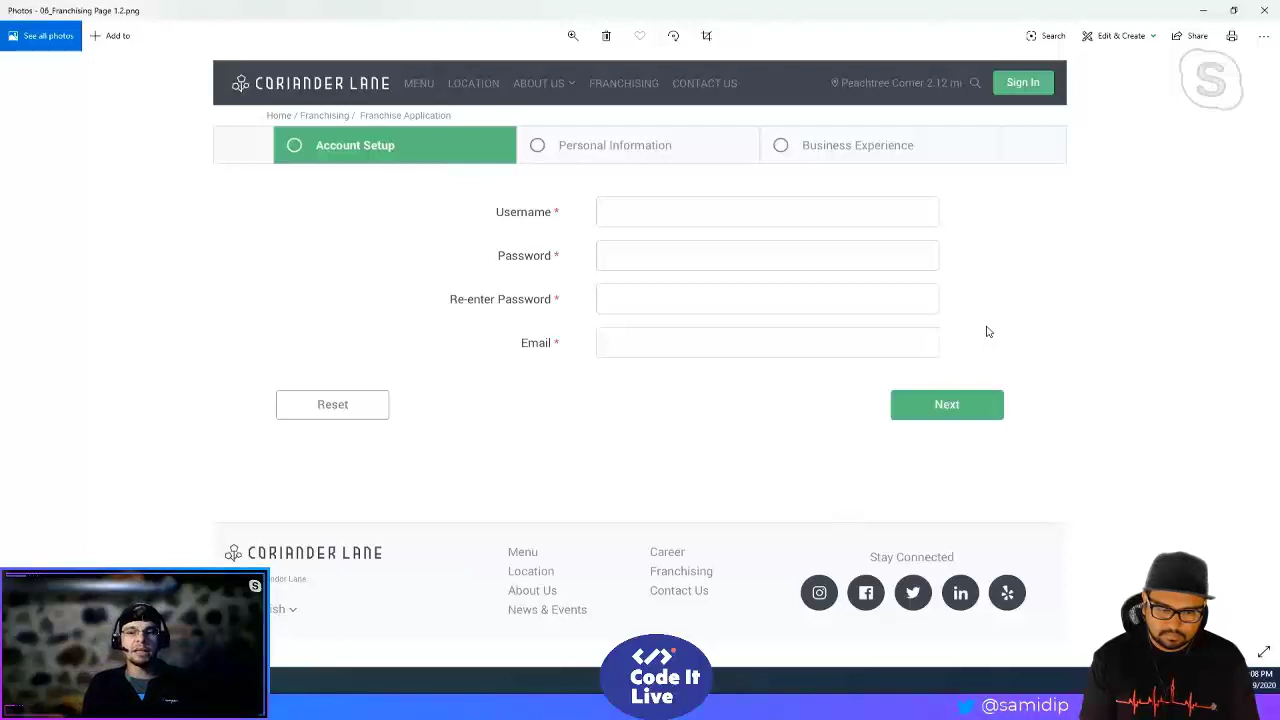 Photos - 06_Franchising Page 1.2.png
See all photos
Add to
Search
Edit & Create
Share
CORIANDER LANE
MENU
LOCATION
ABOUT US
FRANCHISING
CONTACT US
Peachtree Corner 2.12 mi
Sign In
Home / Franchising / Franchise Application
Account Setup
Personal Information
Business Experience
Username *
Password *
Re-enter Password *
Email *
Reset
Next
CORIANDER LANE
Menu
Location
About Us
News & Events
Career
Franchising
Contact Us
Stay Connected
Lane
Code It
Live
@samidip